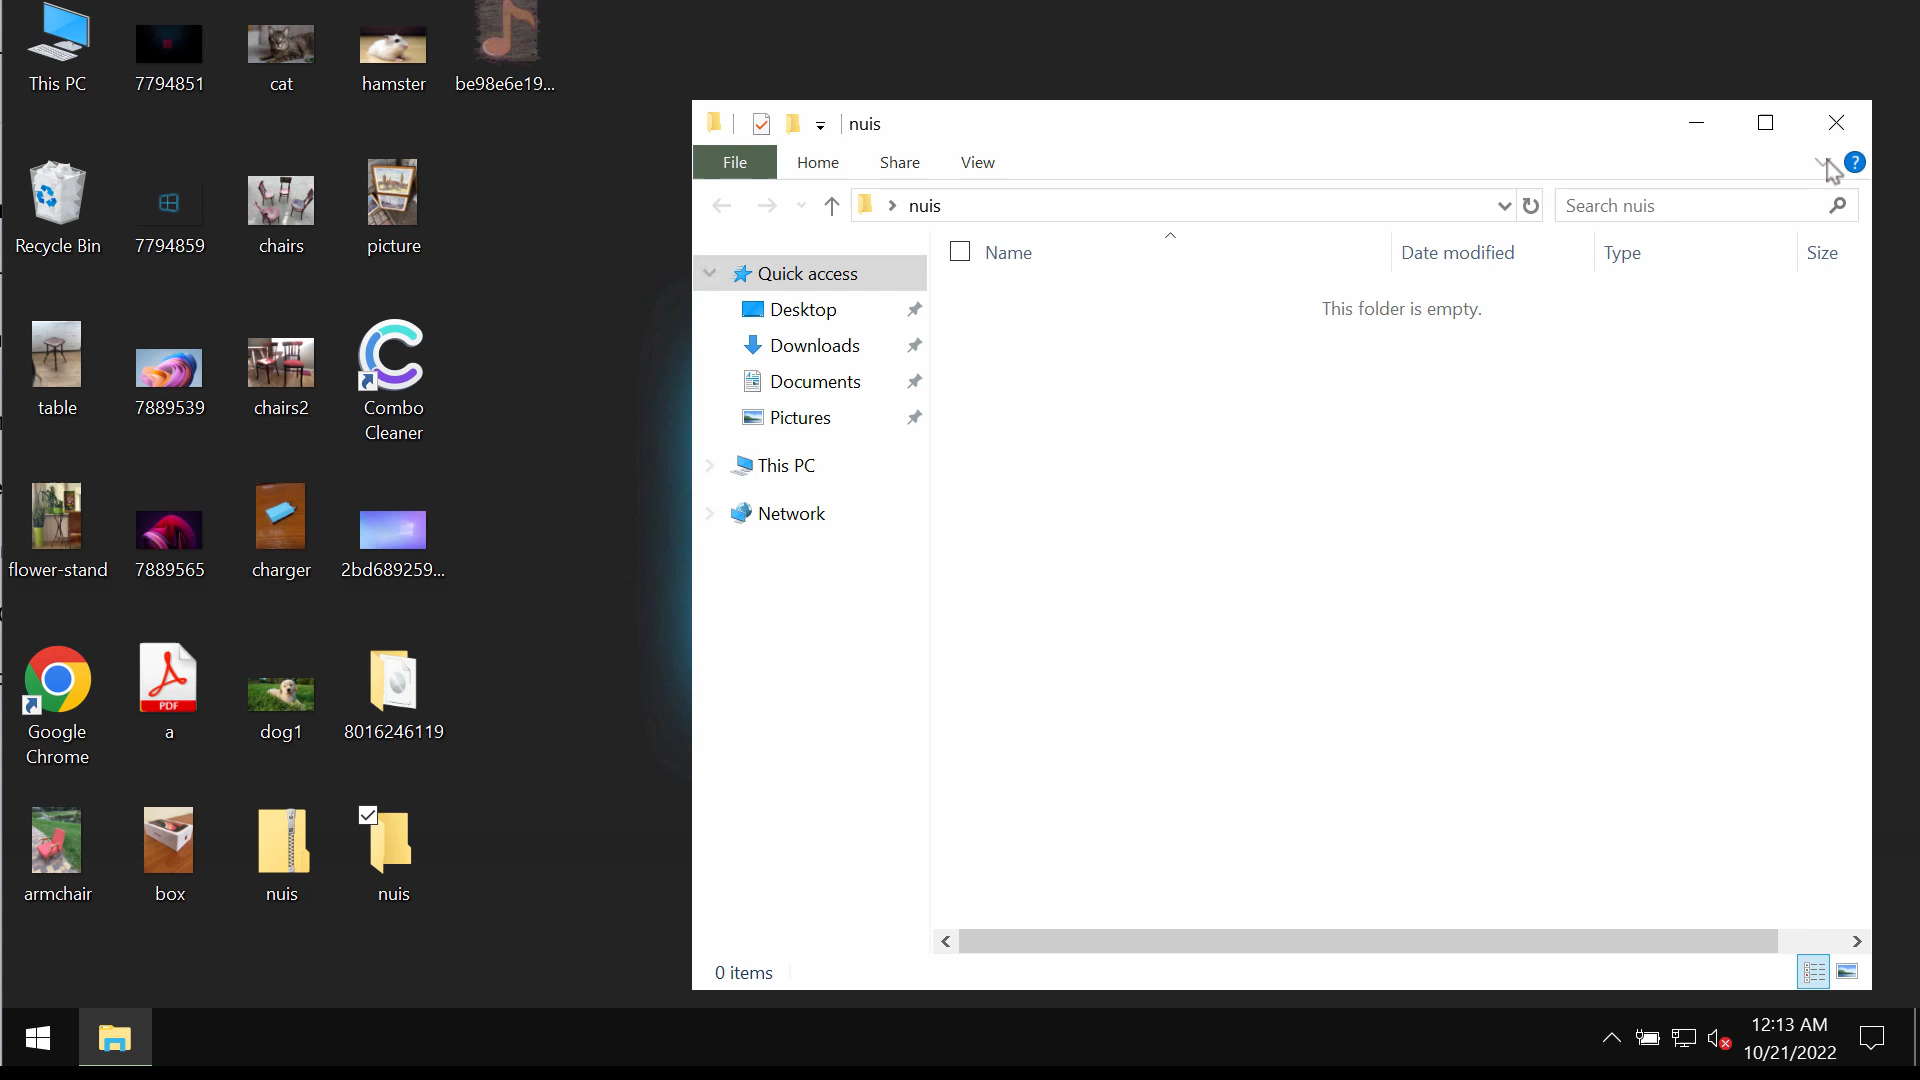 This PC
7794851
cat
hamster
be98e6e19...
Recycle Bin
7794859
chairs
picture
table
7889539
chairs2
Combo
Cleaner
flower-stand
7889565
charger
2bd689259...
Google
Chrome
PDF
a
dog1
8016246119
armchair
box
nuis
nuis
nuis
File
Home
Share
View
?
nuis
Search nuis
Name
Date modified
Type
Size
This folder is empty.
Quick access
Desktop
Downloads
Documents
Pictures
This PC
Network
0 items
12:13 AM
10/21/2022